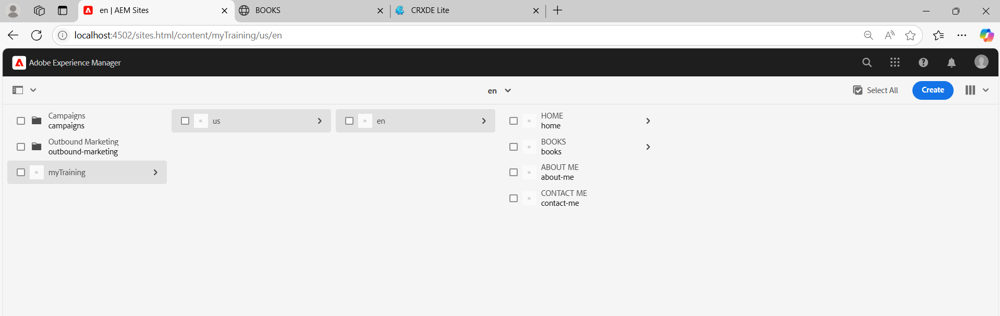 en | AEM Sites
BOOKS
CRXDE Lite
localhost:4502/sites.html/content/myTraining/us/en
Adobe Experience Manager
en
Select All
Create
Campaigns
campaigns
Outbound Marketing
outbound-marketing
myTraining
us
en
HOME
home
BOOKS
books
ABOUT ME
about-me
CONTACT ME
contact-me